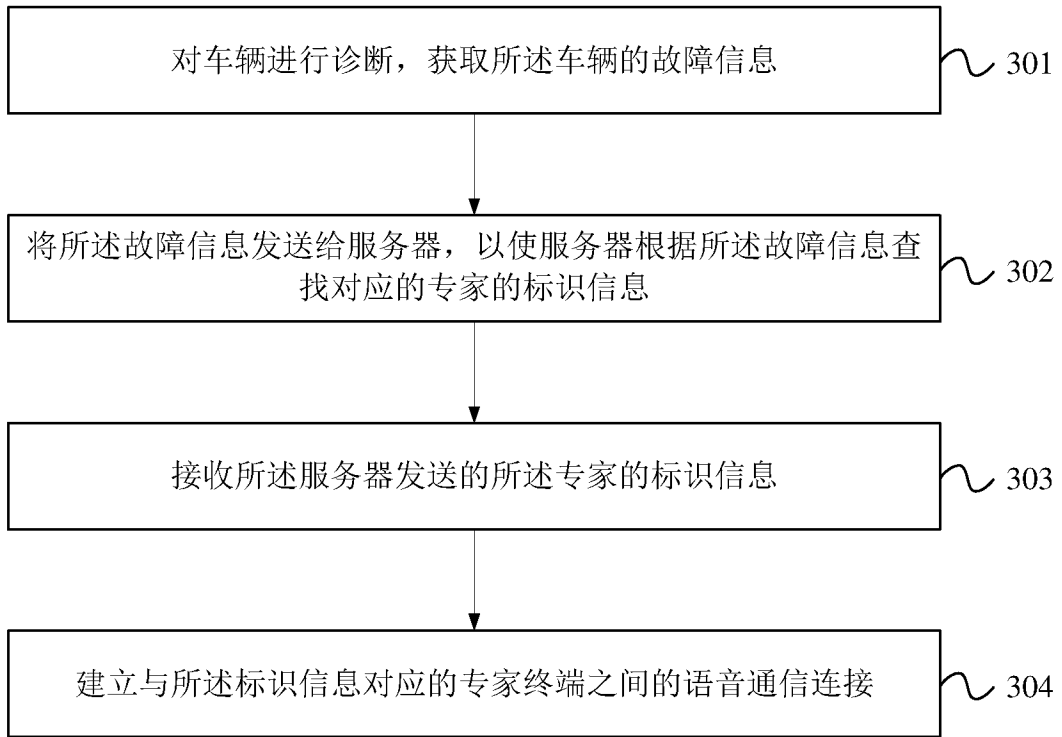 对车辆进行诊断，获取所述车辆的故障信息
301
将所述故障信息发送给服务器，以使服务器根据所述故障信息查
找对应的专家的标识信息
302
接收所述服务器发送的所述专家的标识信息
303
建立与所述标识信息对应的专家终端之间的语音通信连接
304